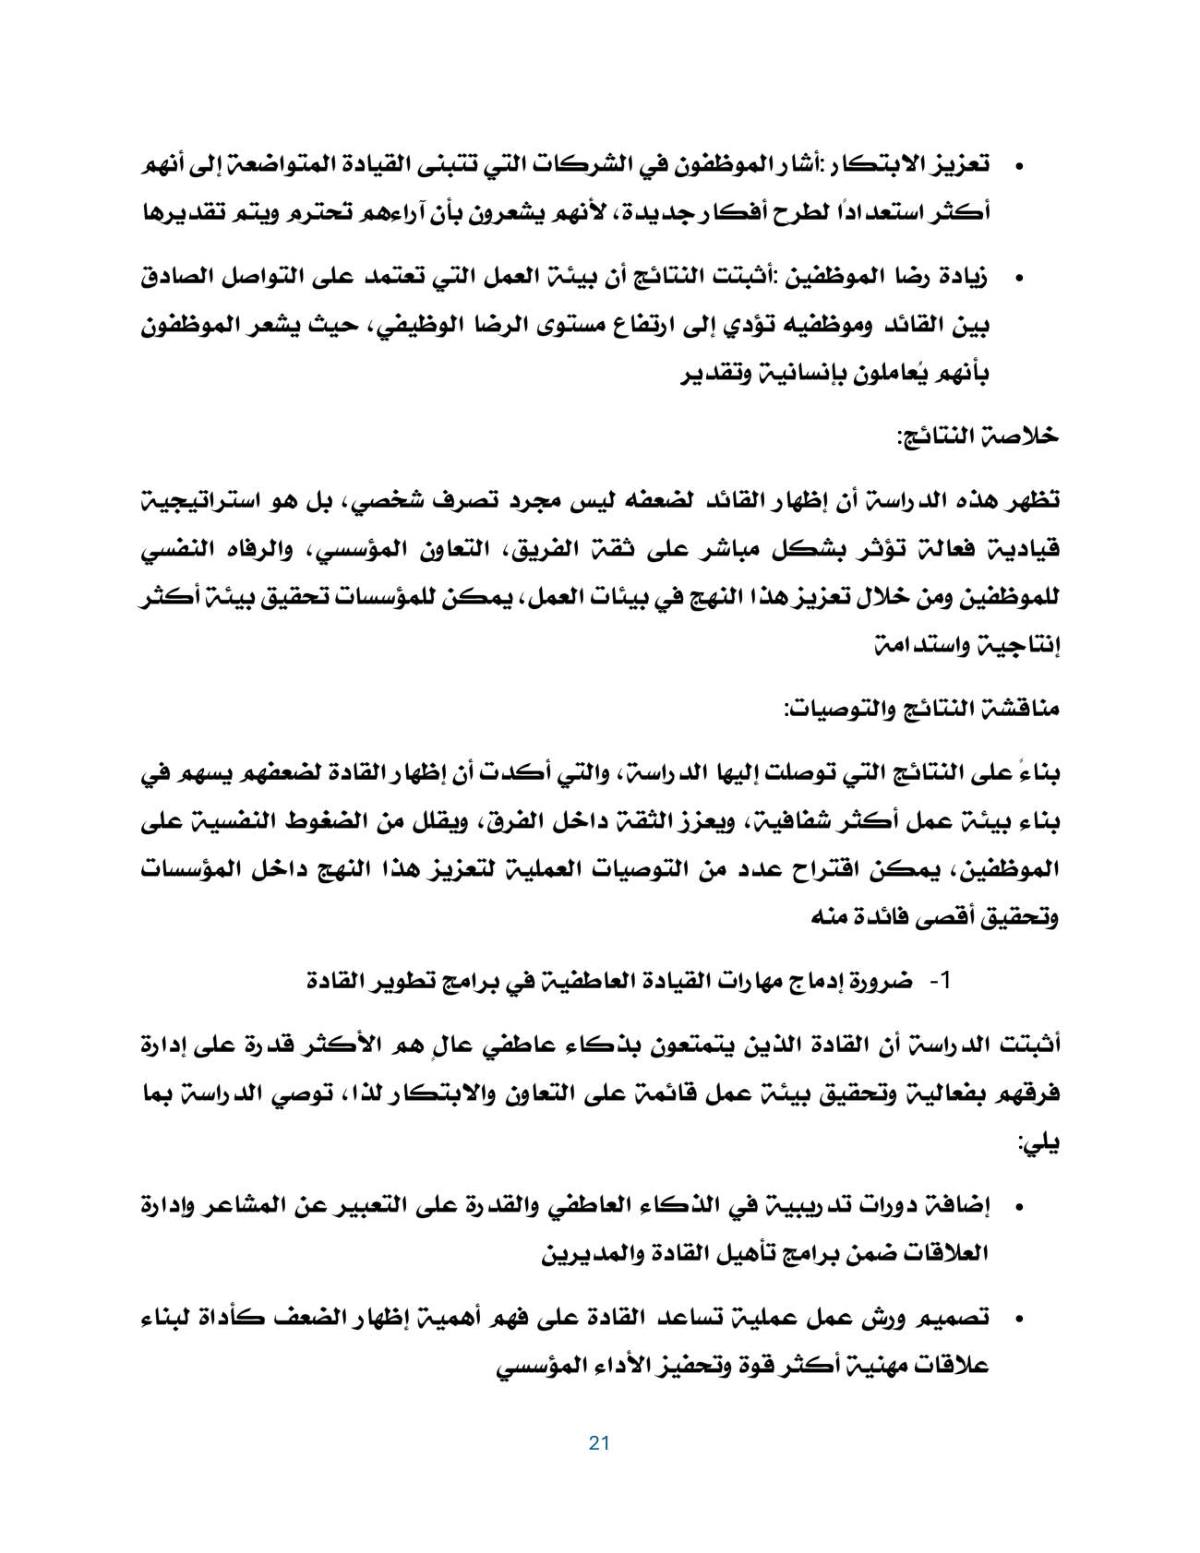 • تعزيز الابتكار :أشار الموظفون في الشركات التي تتبنى القيادة المتواضعة إلى أنهم
أكثر استعدادًا لطرح أفكار جديدة، لأنهم يشعرون بأن آراءهم تحترم ويتم تقديرها
• زيادة رضا الموظفين :أثبتت النتائج أن بيئة العمل التي تعتمد على التواصل الصادق
بين القائد وموظفيه تؤدي إلى ارتفاع مستوى الرضا الوظيفي، حيث يشعر الموظفون
بأنهم يُعاملون بإنسانية وتقدير
خلاصة النتائج:
تظهر هذه الدراسة أن إظهار القائد لضعفه ليس مجرد تصرف شخصي، بل هو استراتيجية
قيادية فعالة تؤثر بشكل مباشر على ثقة الفريق، التعاون المؤسسي، والرفاه النفسي
للموظفين ومن خلال تعزيز هذا النهج في بيئات العمل، يمكن للمؤسسات تحقيق بيئة أكثر
إنتاجية واستدامة
مناقشة النتائج والتوصيات:
بناءً على النتائج التي توصلت إليها الدراسة، والتي أكدت أن إظهار القادة لضعفهم يسهم في
بناء بيئة عمل أكثر شفافية، ويعزز الثقة داخل الفرق، ويقلل من الضغوط النفسية على
الموظفين، يمكن اقتراح عدد من التوصيات العملية لتعزيز هذا النهج داخل المؤسسات
وتحقيق أقصى فائدة منه
1- ضرورة إدماج مهارات القيادة العاطفية في برامج تطوير القادة
أثبتت الدراسة أن القادة الذين يتمتعون بذكاء عاطفي عالٍ هم الأكثر قدرة على إدارة
فرقهم بفعالية وتحقيق بيئة عمل قائمة على التعاون والابتكار لذا، توصي الدراسة بما
يلي:
• إضافة دورات تدريبية في الذكاء العاطفي والقدرة على التعبير عن المشاعر وإدارة
العلاقات ضمن برامج تأهيل القادة والمديرين
• تصميم ورش عمل عملية تساعد القادة على فهم أهمية إظهار الضعف كأداة لبناء
علاقات مهنية أكثر قوة وتحفيز الأداء المؤسسي
21